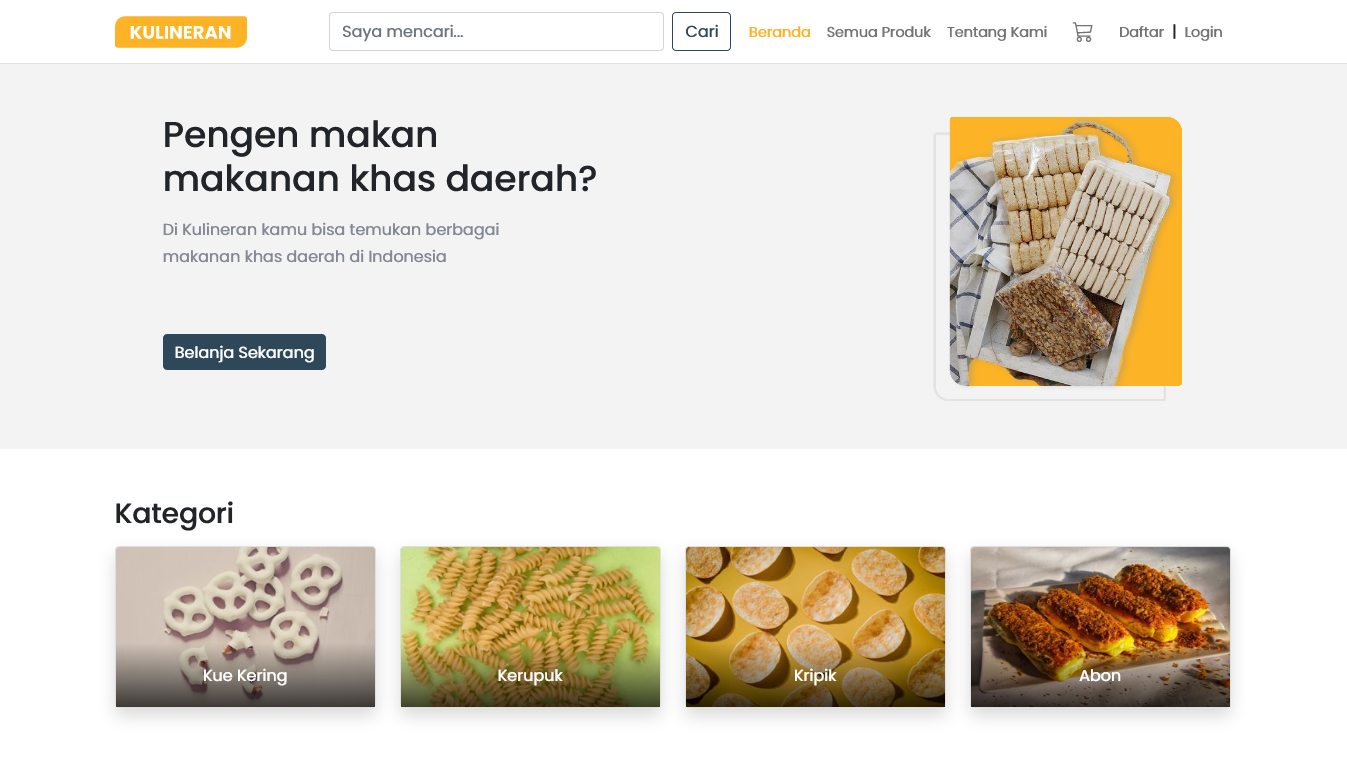 KULINERAN
Saya mencari...
Cari
Beranda
Semua Produk
Tentang Kami
Daftar | Login
Pengen makan
makanan khas daerah?
Di Kulineran kamu bisa temukan berbagai
makanan khas daerah di Indonesia
Belanja Sekarang
Kategori
Kue Kering
Kerupuk
Kripik
Abon